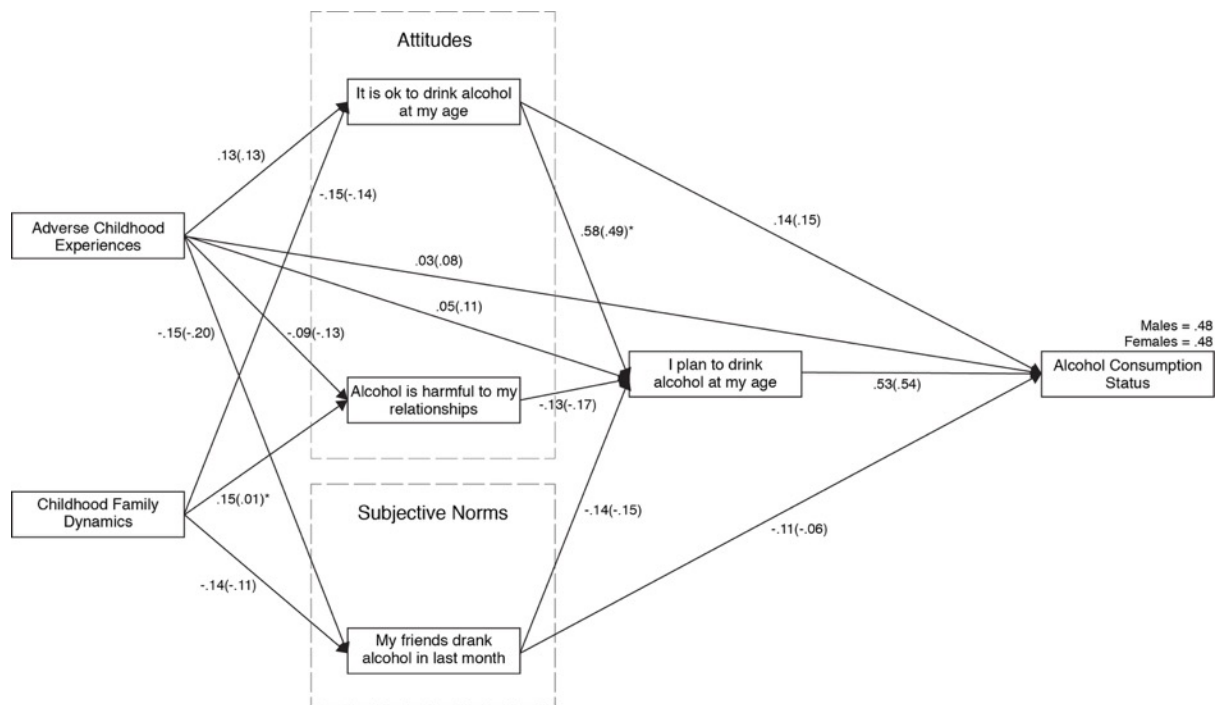 Attitudes
It is ok to drink alcohol
at my age
.13(.13)
-.15(-.14)
.14(.15)
Adverse Childhood
Experiences
.58(.49)*
.03(.08)
.05(.11)
-.15(-.20)
-.09(-.13)
Males = .48
Females = .48
I plan to drink
alcohol at my age
Alcohol Consumption
Status
.53(.54)
Alcohol is harmful to my
relationships
-.13(-.17)
Childhood Family
Dynamics
.15(.01)*
Subjective Norms
-.14(-.15)
-.11(-.06)
-.14(-.11)
My friends drank
alcohol in last month